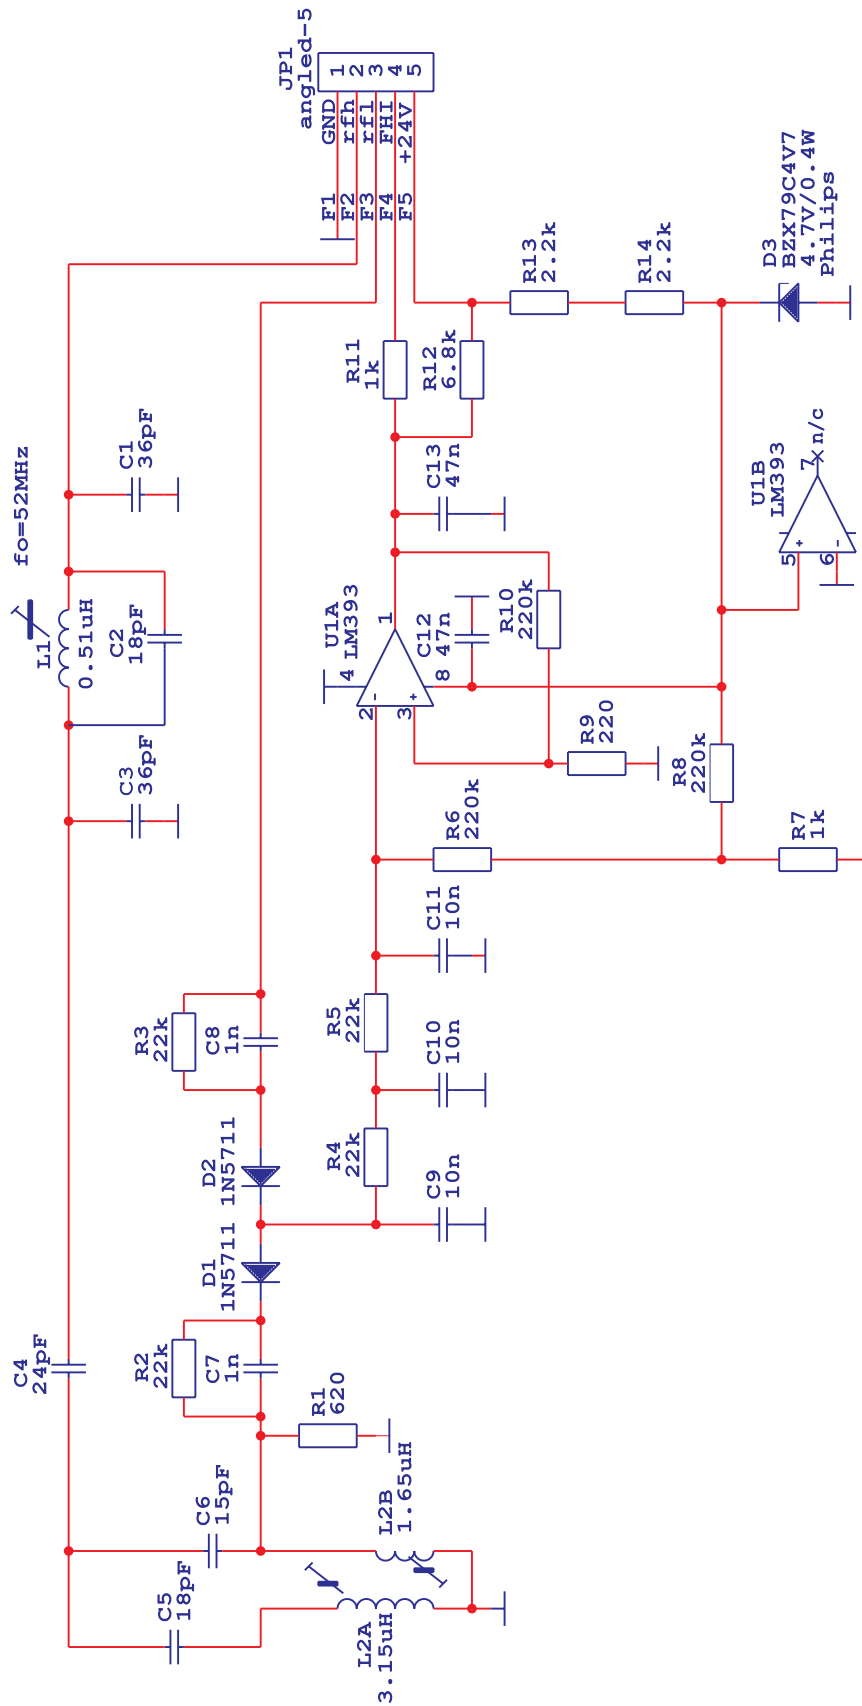 JP1
angled-5
1
2
3
4
5
GND
rfh
rfl
FHI
+24V
F1
F2
F3
F4
F5
R13
2.2k
R14
2.2k
D3
BZX79C4V7
4.7V/0.4W
Philips
R11
1k
R12
6.8k
fo=52MHz
C1
36pF
C13
47n
U1B
LM393
7
n/c
5
6
+
-
L1
0.51uH
C2
18pF
U1A
LM393
1
4
8
2
3
-
+
C12
47n
R10
220k
C3
36pF
R9
220
R8
220k
R6
220k
R7
1k
C11
10n
R3
22k
C8
1n
R5
22k
C10
10n
D2
1N5711
R4
22k
C9
10n
D1
1N5711
C4
24pF
R2
22k
C7
1n
R1
620
C6
15pF
L2B
1.65uH
C5
18pF
L2A
3.15uH